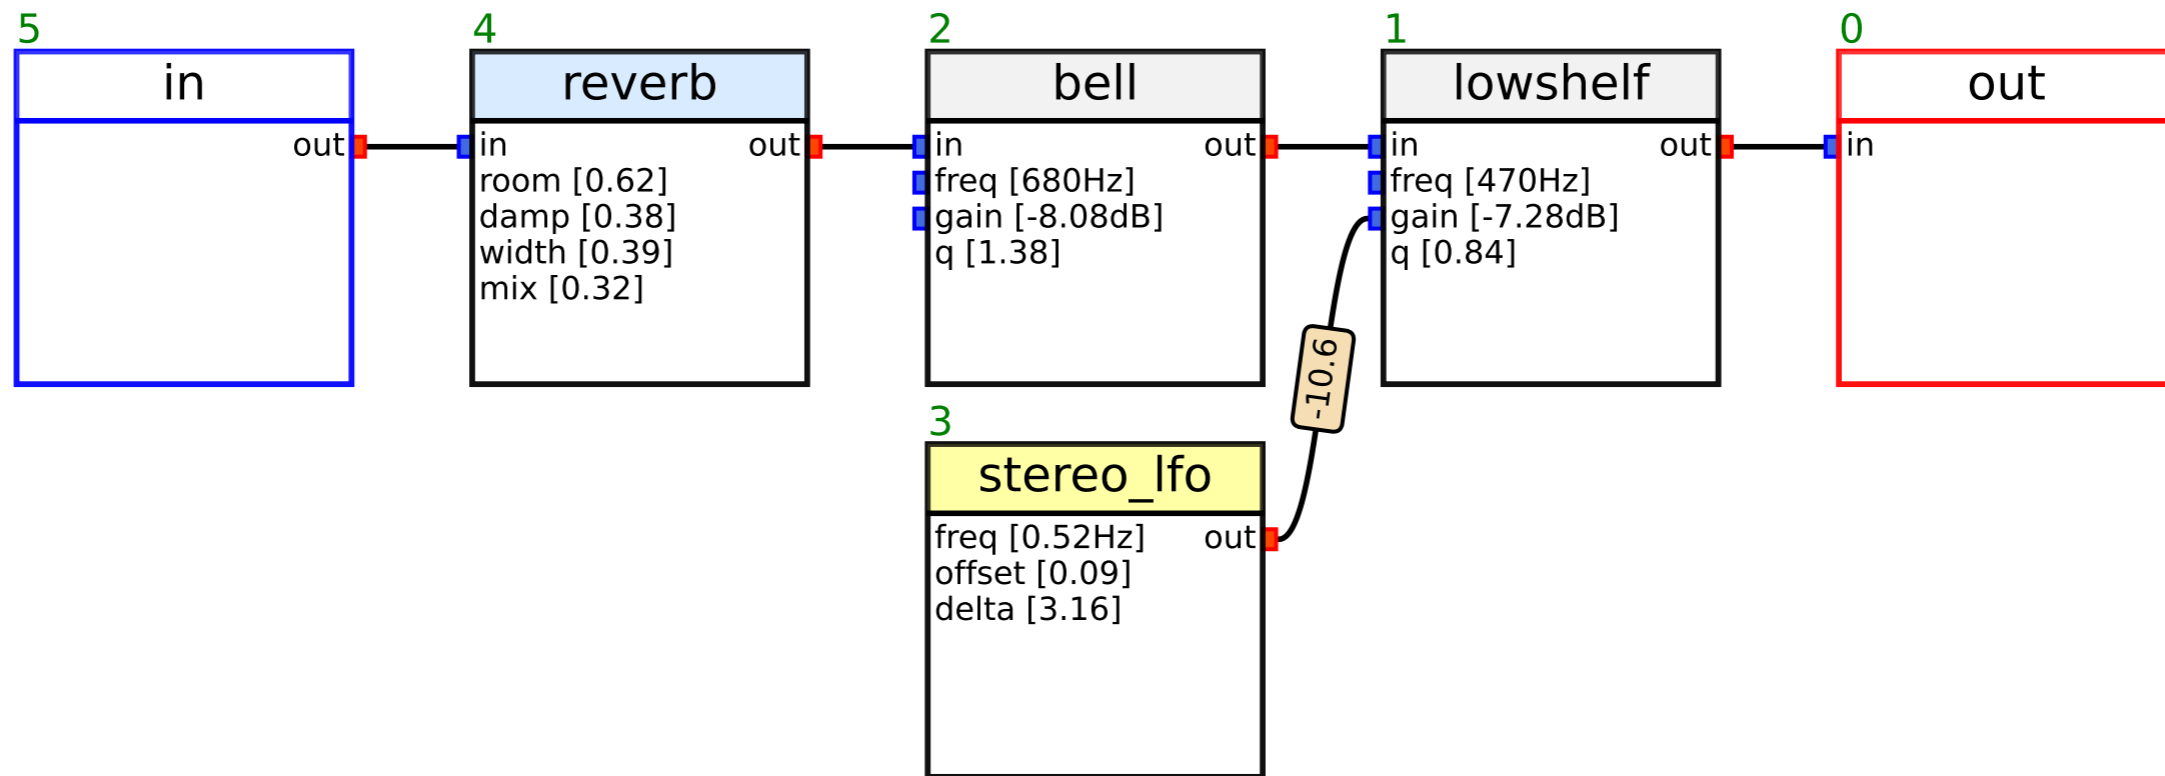 5
in
out
4
reverb
in
out
room [0.62]
damp [0.38]
width [0.39]
mix [0.32]
2
bell
in
out
freq [680Hz]
gain [-8.08dB]
q [1.38]
1
lowshelf
in
out
freq [470Hz]
gain [-7.28dB]
q [0.84]
0
out
in
-10.6
3
stereo_lfo
freq [0.52Hz]
out
offset [0.09]
delta [3.16]